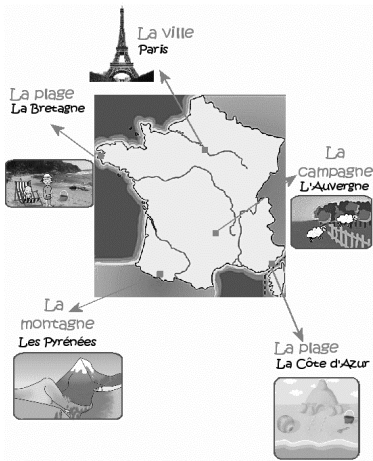 La ville
Paris
La plage
La Bretagne
La
campagne
L'Auvergne
La
montagne
Les Pyrénées
La plage
La Côte d'Azur